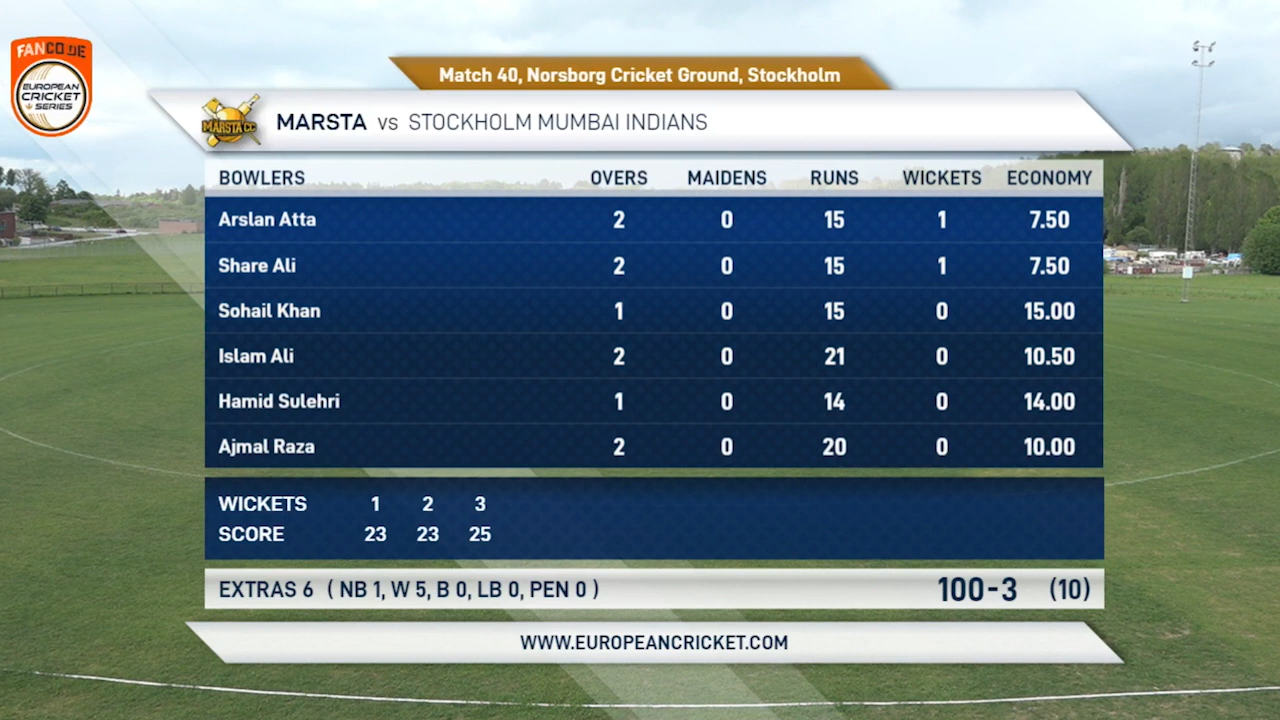 FANCODE
EUROPEAN
CRICKET
SERIES
Match 40, Norsborg Cricket Ground, Stockholm
MARSTA CC
MARSTA vs STOCKHOLM MUMBAI INDIANS
BOWLERS OVERS MAIDENS RUNS WICKETS ECONOMY
Arslan Atta 2 0 15 1 7.50
Share Ali 2 0 15 1 7.50
Sohail Khan 1 0 15 0 15.00
Islam Ali 2 0 21 0 10.50
Hamid Sulehri 1 0 14 0 14.00
Ajmal Raza 2 0 20 0 10.00
WICKETS 1 2 3
SCORE 23 23 25
EXTRAS 6 ( NB 1, W 5, B 0, LB 0, PEN 0 ) 100-3 (10)
WWW.EUROPEANCRICKET.COM